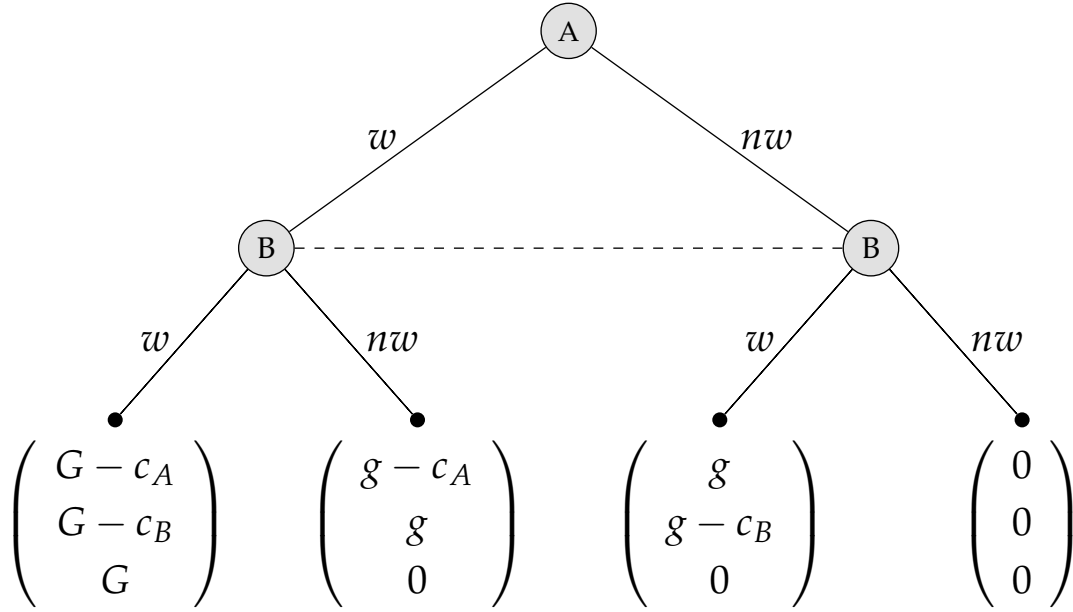 A
w nw
B B
w nw w nw
G − c_A g − c_A g 0
G − c_B g g − c_B 0
G 0 0 0